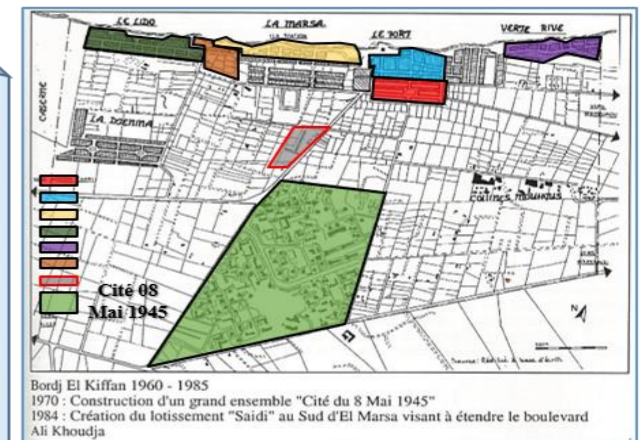 LE LIDO
LA MARSA
LE FORT
VERTE RIVE
CASERNE
LA DOENMA
Cité 08
Mai 1945
N
Bordj El Kiffan 1960 - 1985
1970 : Construction d'un grand ensemble "Cité du 8 Mai 1945"
1984 : Création du lotissement "Saidi" au Sud d'El Marsa visant à étendre le boulevard
Ali Khoudja